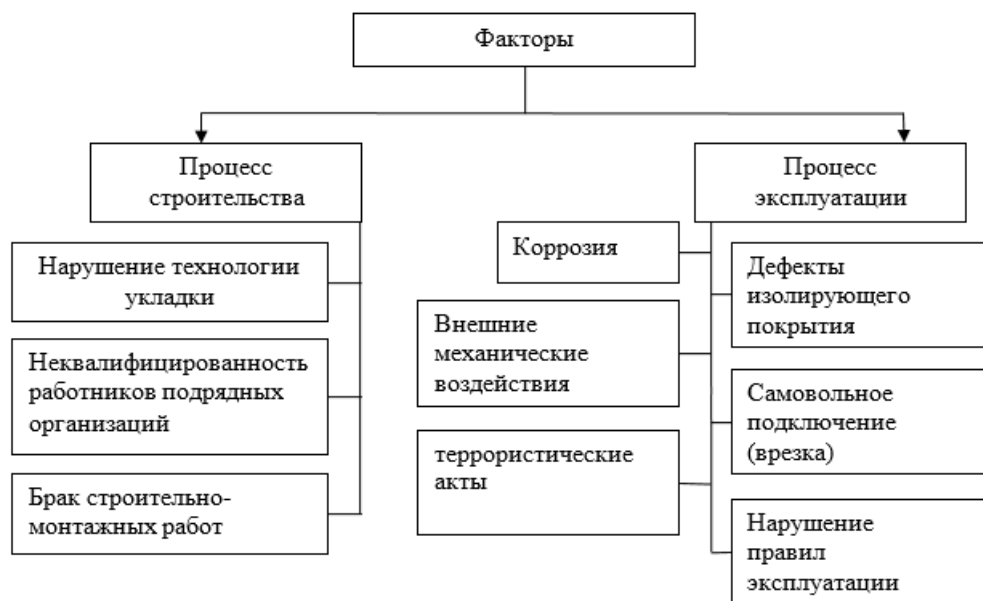 Факторы
Процесс
строительства
Нарушение технологии
укладки
Неквалифицированность
работников подрядных
организаций
Брак строительно-
монтажных работ
Процесс
эксплуатации
Коррозия
Внешние
механические
воздействия
террористические
акты
Дефекты
изолирующего
покрытия
Самовольное
подключение
(врезка)
Нарушение
правил
эксплуатации